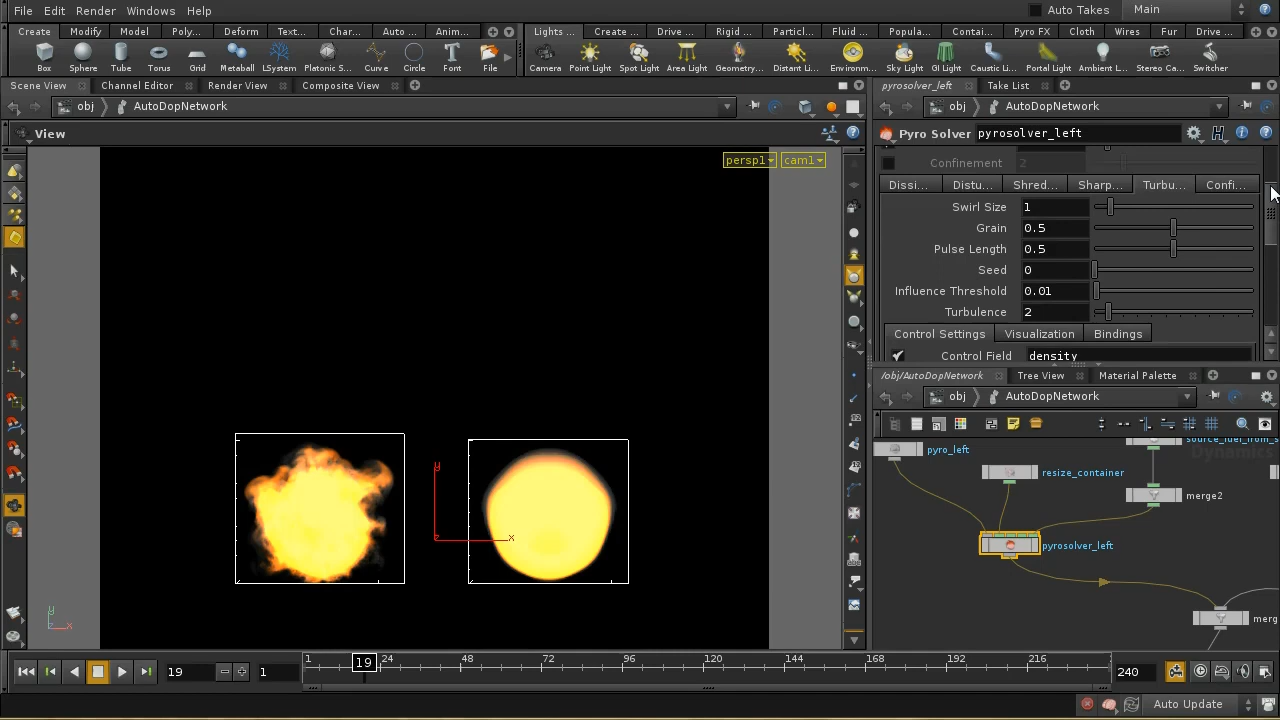 File Edit Render Windows Help Auto Takes Main
Create Modify Model Poly... Deform Text... Char... Auto ... Anim... Lights ... Create ... Drive ... Rigid ... Particl... Fluid ... Popula... Contai... Pyro FX Cloth Wires Fur Drive ...
Box Sphere Tube Torus Grid Metaball LSystem Platonic S... Curve Circle Font File Camera Point Light Spot Light Area Light Geometry... Distant Li... Environm... Sky Light GI Light Caustic Li... Portal Light Ambient L... Stereo Ca... Switcher
Scene View Channel Editor Render View Composite View pyrosolver_left Take List
obj AutoDopNetwork obj AutoDopNetwork
View Pyro Solver pyrosolver_left
persp1 cam1
Confinement 2
Dissi... Distu... Shred... Sharp... Turbu... Confi...
Swirl Size 1
Grain 0.5
Pulse Length 0.5
Seed 0
Influence Threshold 0.01
Turbulence 2
Control Settings Visualization Bindings
Control Field density
/obj/AutoDopNetwork Tree View Material Palette
obj AutoDopNetwork
source_fuel_from_s
pyro_left
Dynamics
resize_container
merge2
pyrosolver_left
merg
y
x
z
y
x
19 1 1 19 24 48 72 96 120 144 168 192 216 240
Auto Update